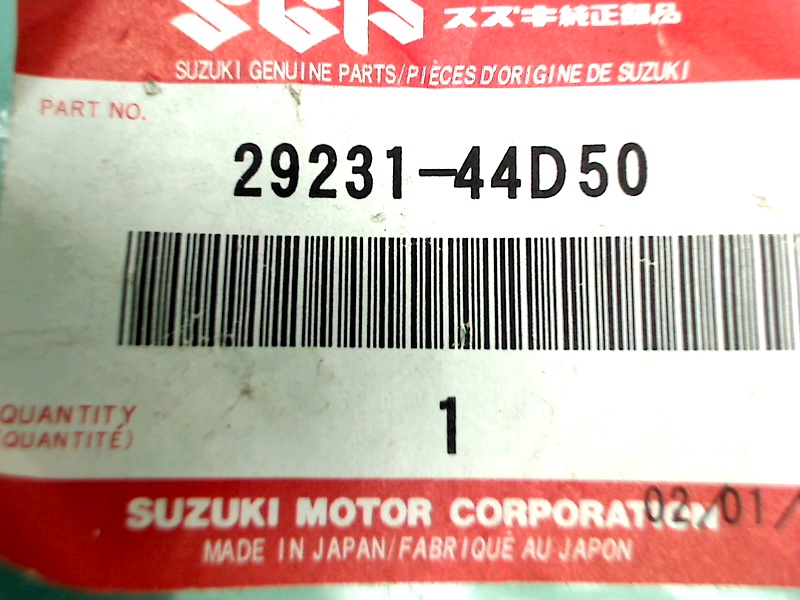 SGP スズキ純正部品
SUZUKI GENUINE PARTS/PIÈCES D'ORIGINE DE SUZUKI
PART NO.
29231-44D50
QUANTITY
(QUANTITÉ)
1
SUZUKI MOTOR CORPORATION
02/01/
MADE IN JAPAN/FABRIQUÉ AU JAPON